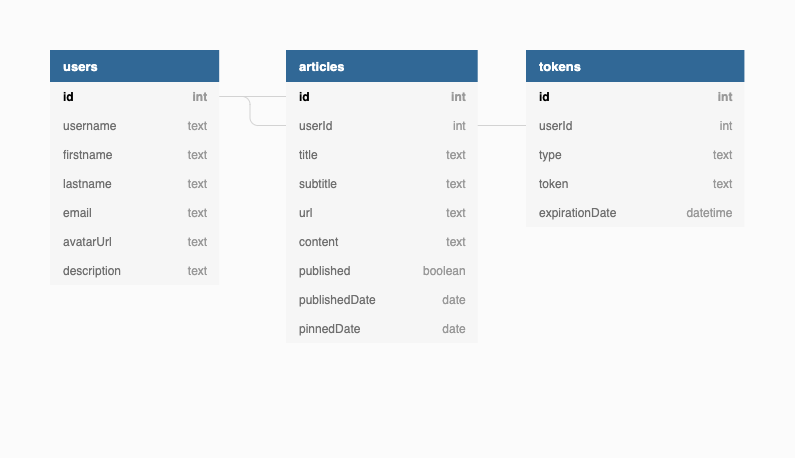 users
id int
username text
firstname text
lastname text
email text
avatarUrl text
description text
articles
id int
userId int
title text
subtitle text
url text
content text
published boolean
publishedDate date
pinnedDate date
tokens
id int
userId int
type text
token text
expirationDate datetime